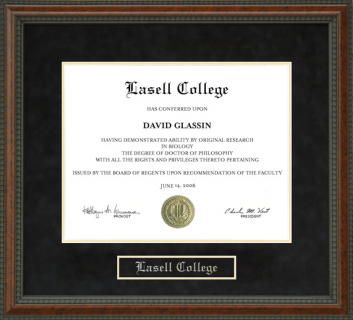 Lasell College
HAS CONFERRED UPON
DAVID GLASSIN
HAVING DEMONSTRATED ABILITY BY ORIGINAL RESEARCH
IN BIOLOGY
THE DEGREE OF DOCTOR OF PHILOSOPHY
WITH ALL THE RIGHTS AND PRIVILEGES THERETO PERTAINING
ISSUED BY THE BOARD OF REGENTS UPON RECOMMENDATION OF THE FACULTY
JUNE 14, 2006
PROVOST
PRESIDENT
Lasell College